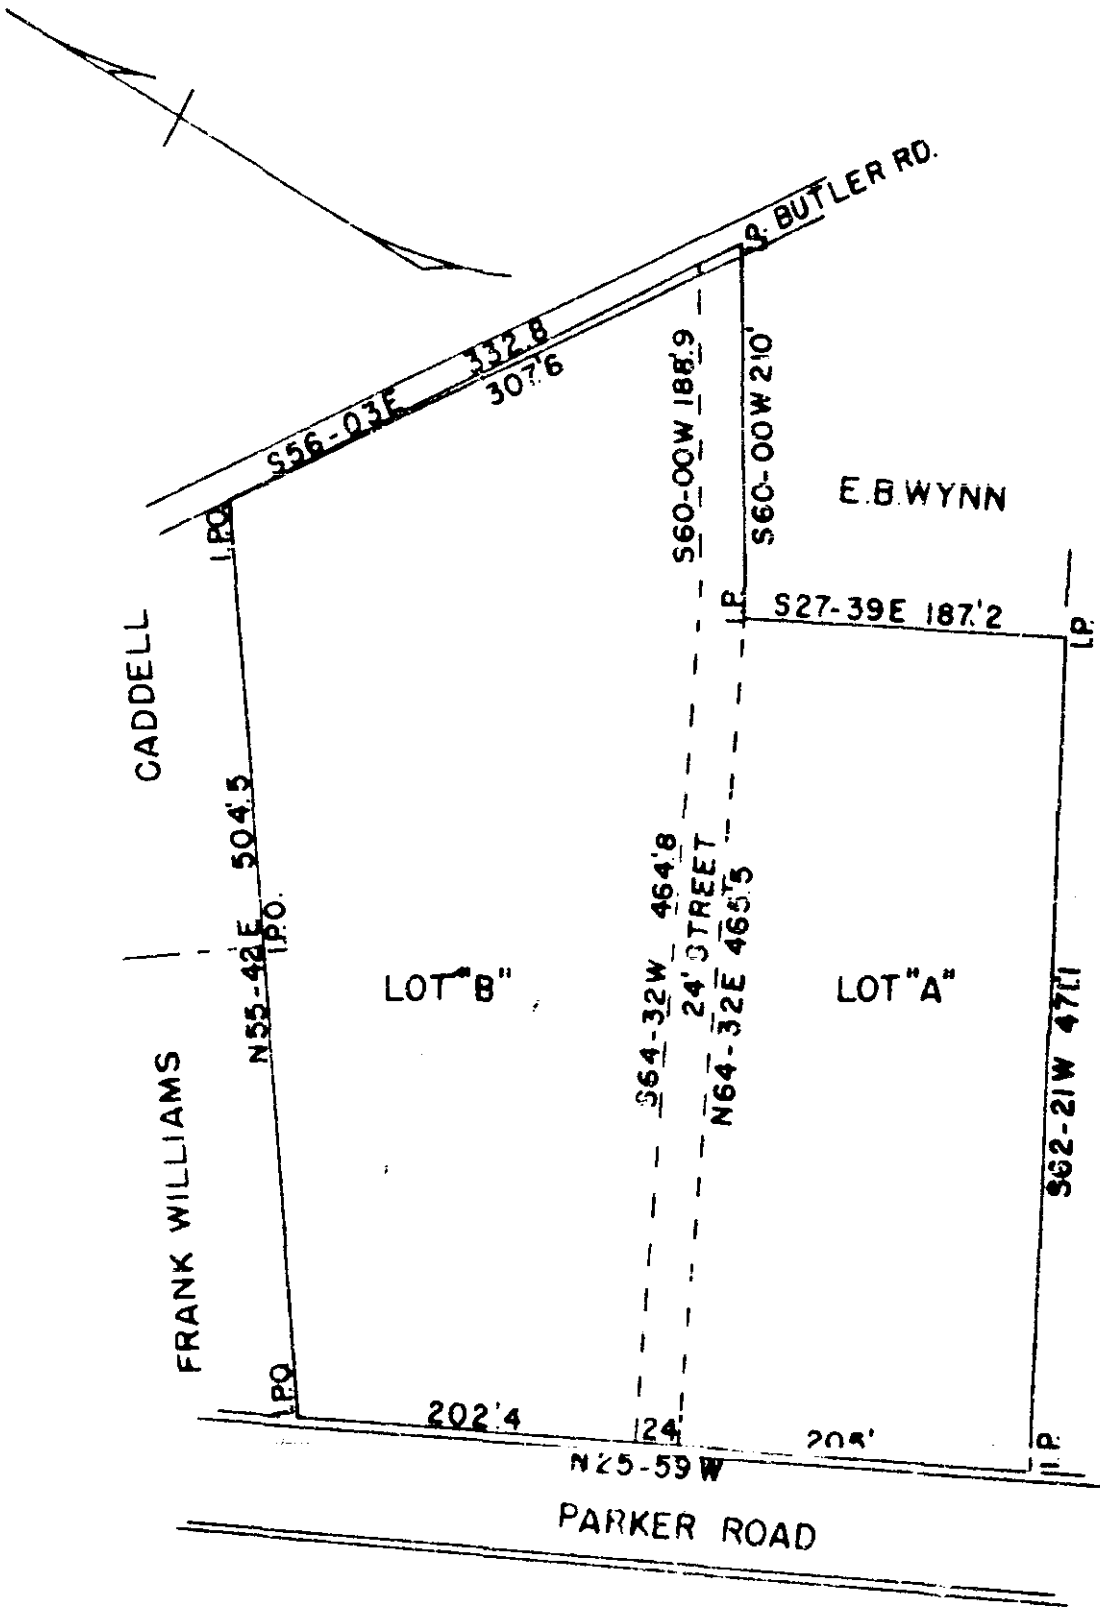 BUTLER RD.
S56-03E 332.8
307.'6
S60-00W 188.'9
S60-00W 210'
E.B.WYNN
I.P.O.
I.P.
S27-39E 187.'2
I.P.
CADDELL
N55-42E 504.'5
I.P.O.
S64-32W 464.'8
24' STREET
N64-32E 465.'5
LOT "B"
LOT "A"
S62-21W 471.'1
FRANK WILLIAMS
I.P.O.
202.'4
24
205'
I.P.
N25-59W
PARKER ROAD